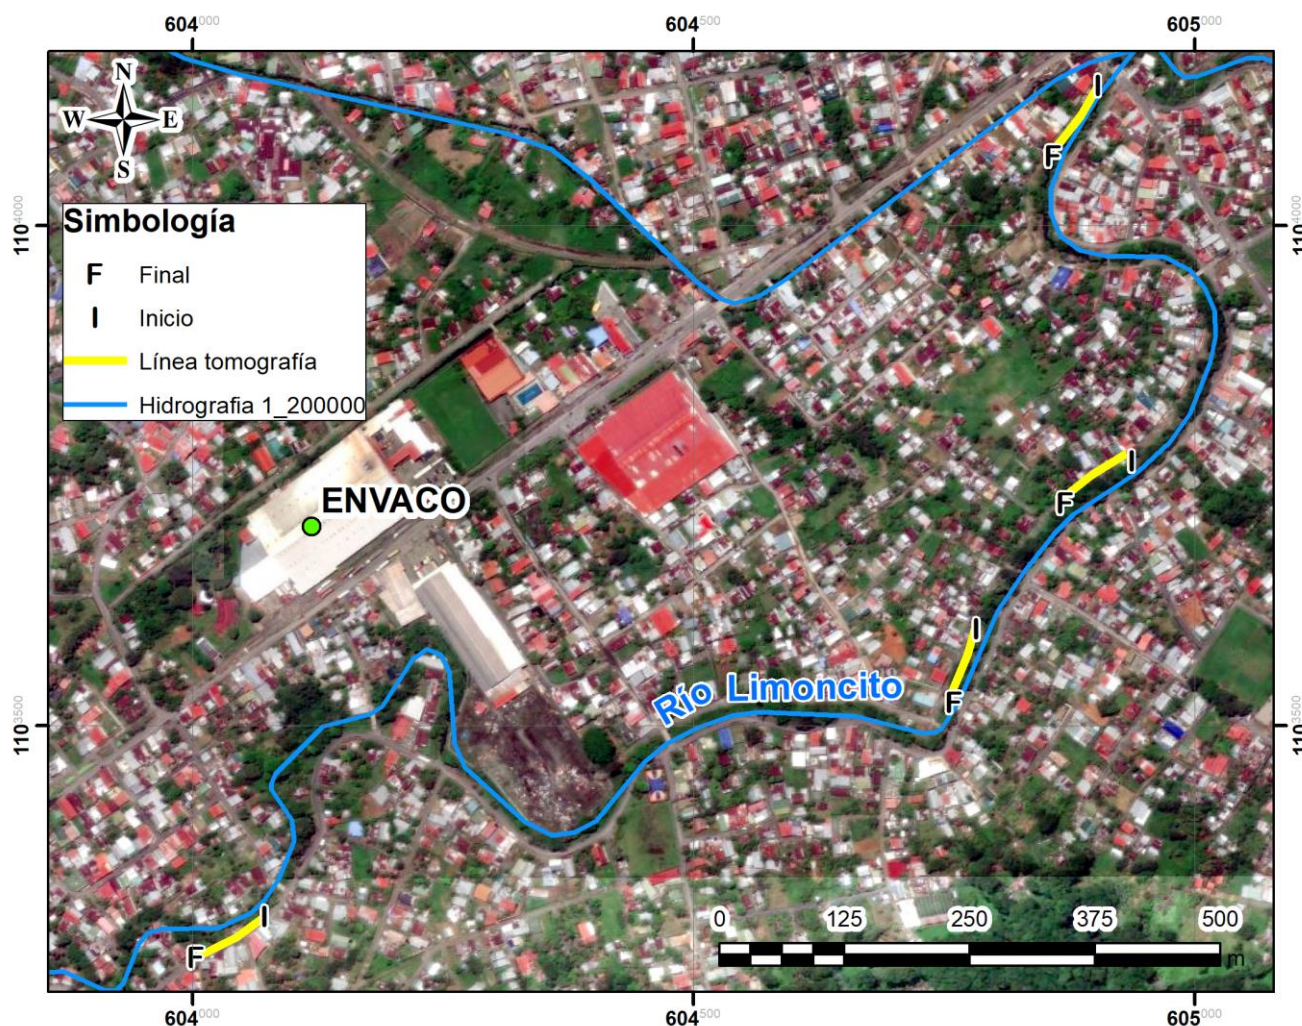 604000 604500 605000
N
W E
S
I
F
Simbología
1104000 1104000
F Final
I Inicio
Línea tomografía
Hidrografia 1_200000
I
F
ENVACO
I
F
Río Limoncito
1103500 1103500
I
F
0 125 250 375 500
m
604000 604500 605000